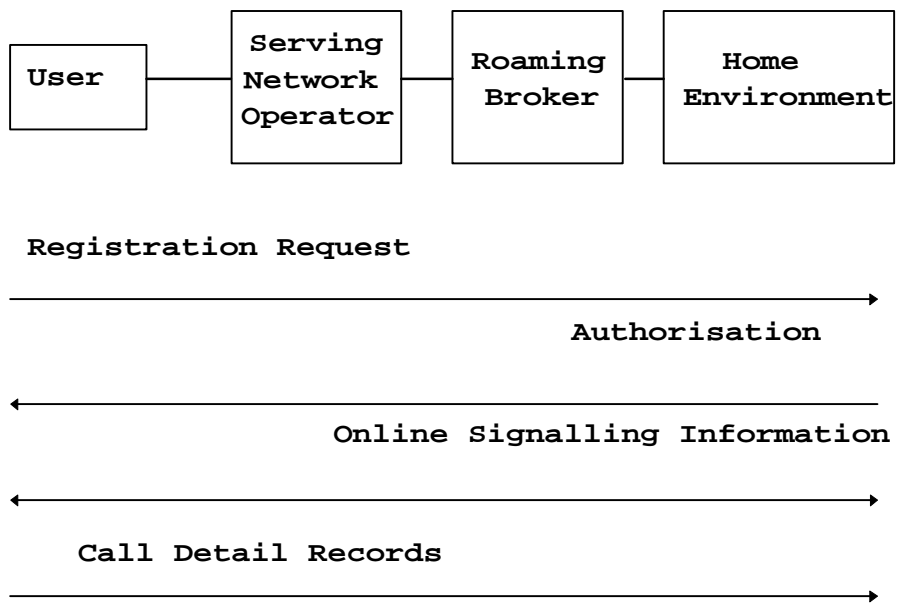 User
Serving
Network
Operator
Roaming
Broker
Home
Environment
Registration Request
Authorisation
Online Signalling Information
Call Detail Records